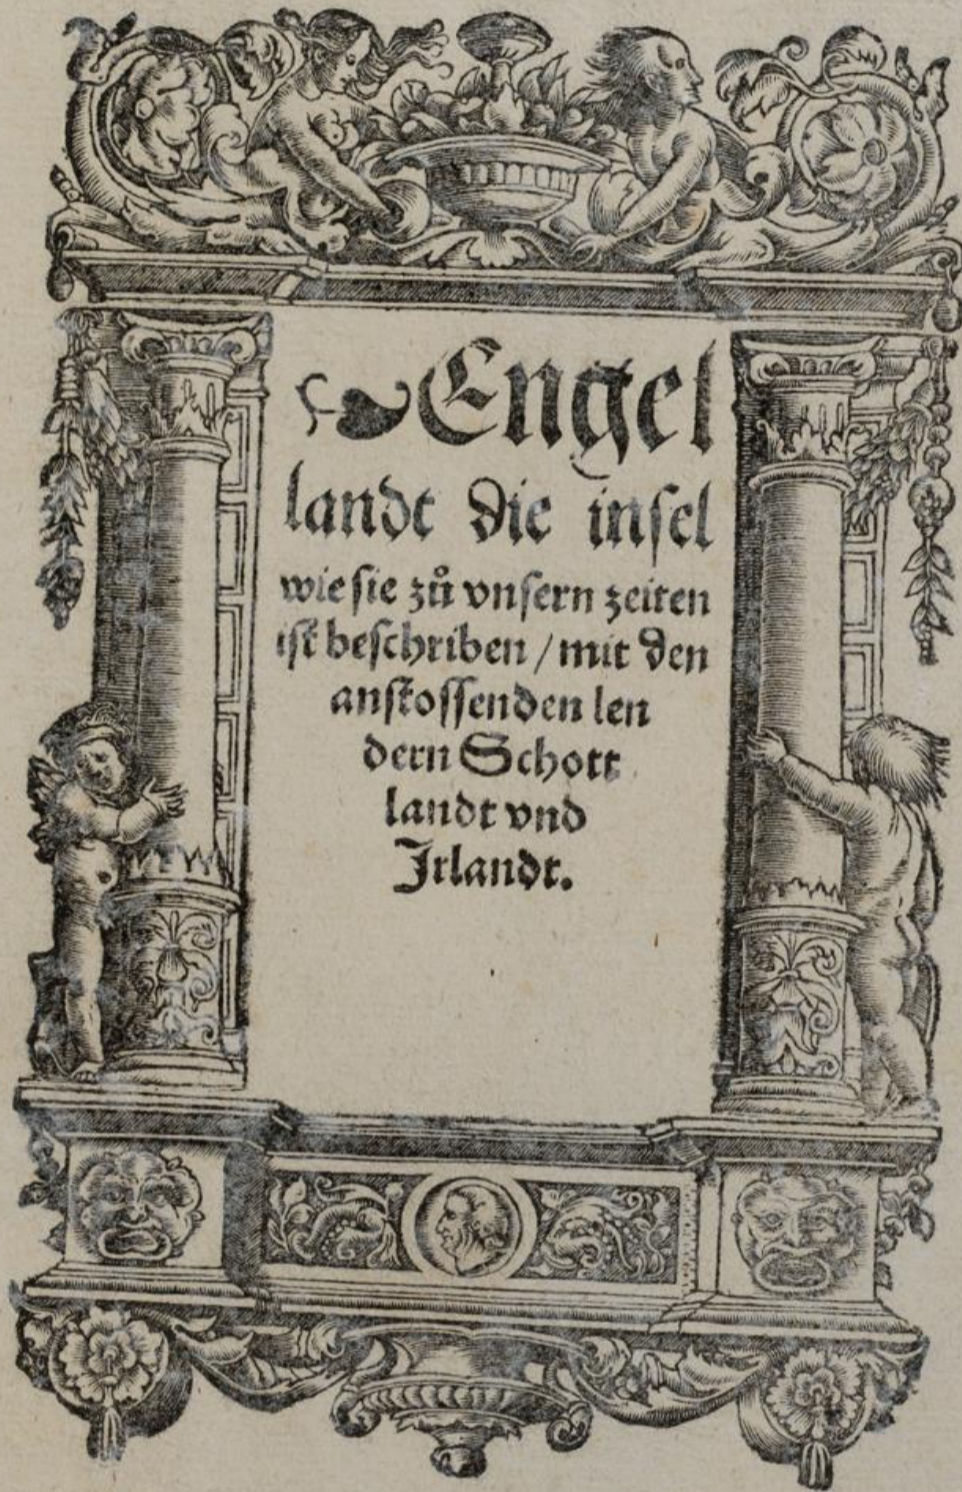 Engel
landt die insel
wie sie zů vnsern zeiten
ist beschriben / mit den
anstossenden len
dern Schott
landt vnd
Irlandt.